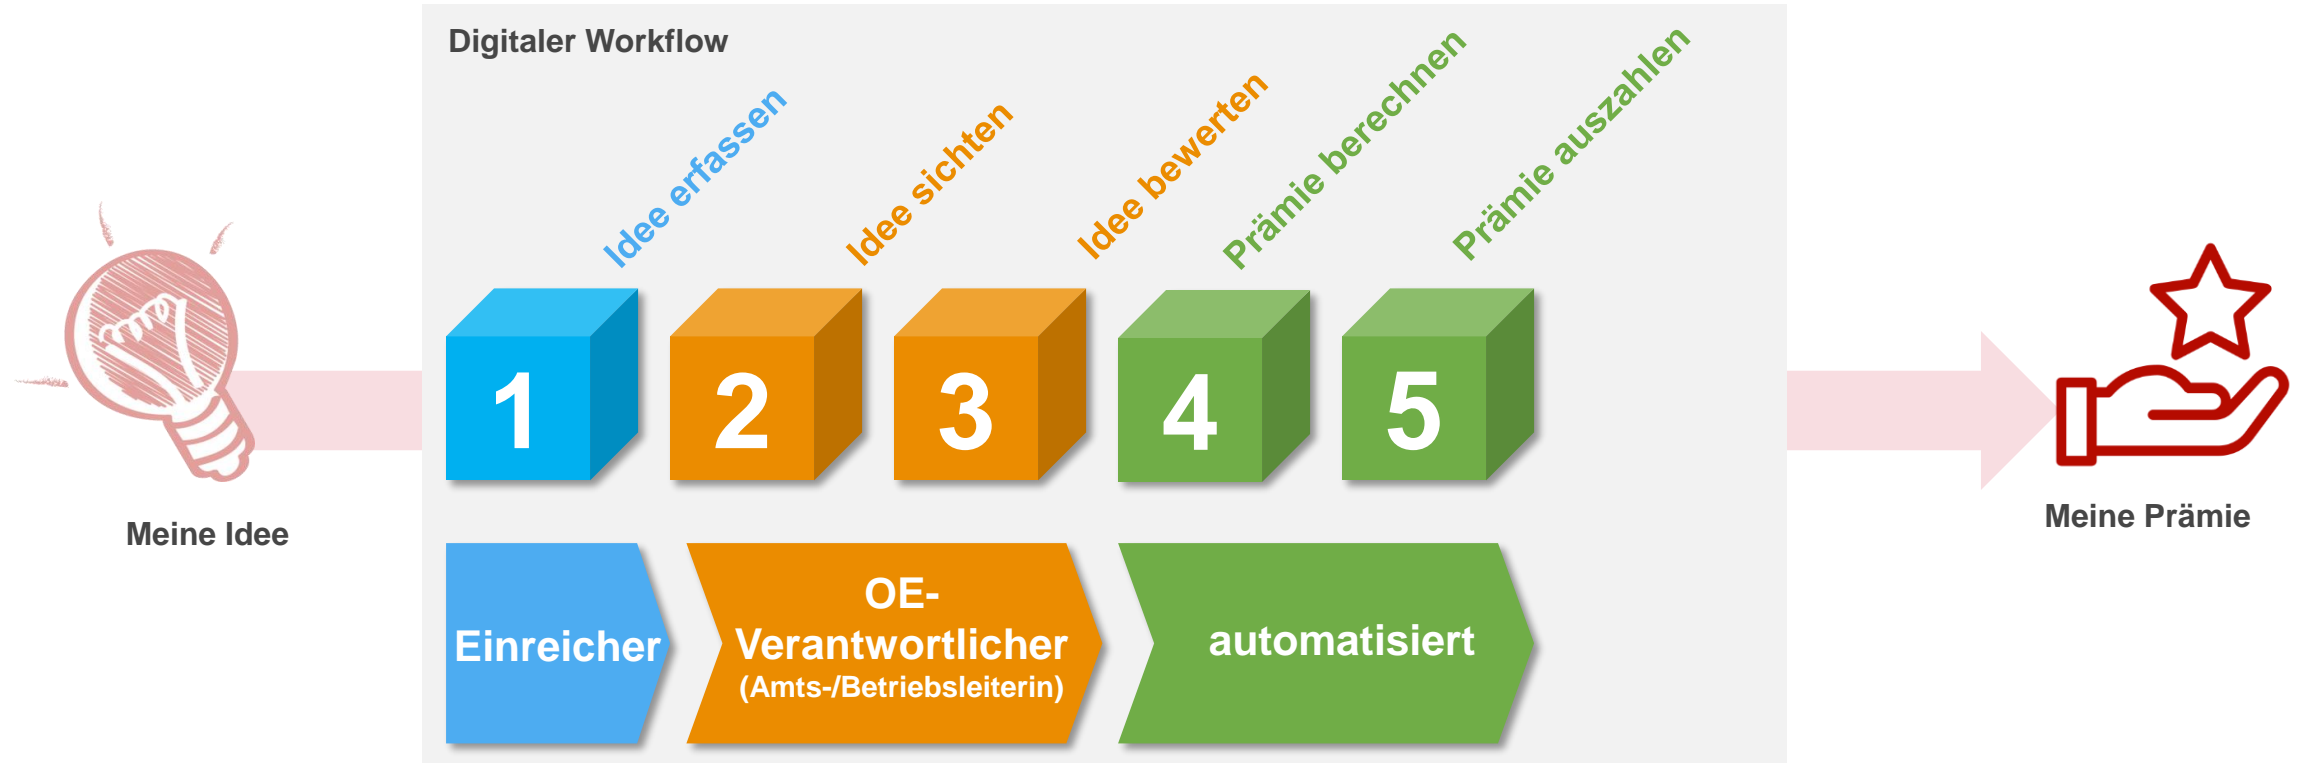 Digitaler Workflow
Idee erfassen
Idee sichten
Idee bewerten
Prämie berechnen
Prämie auszahlen
1
2
3
4
5
Meine Idee
Meine Prämie
Einreicher
OE-
Verantwortlicher
(Amts-/Betriebsleiterin)
automatisiert